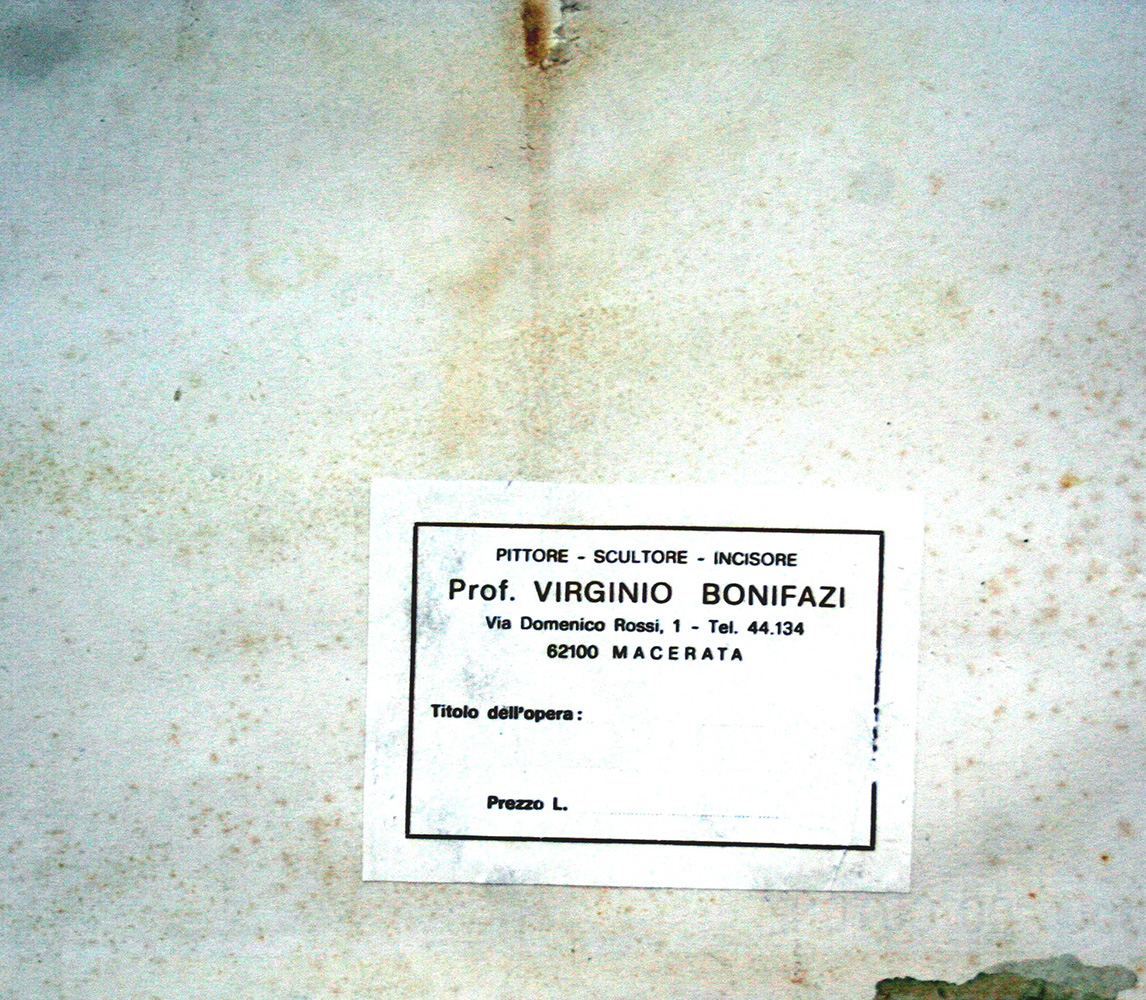 PITTORE - SCULTORE - INCISORE
Prof. VIRGINIO BONIFAZI
Via Domenico Rossi, 1 - Tel. 44.134
62100 MACERATA
Titolo dell'opera:
Prezzo L.